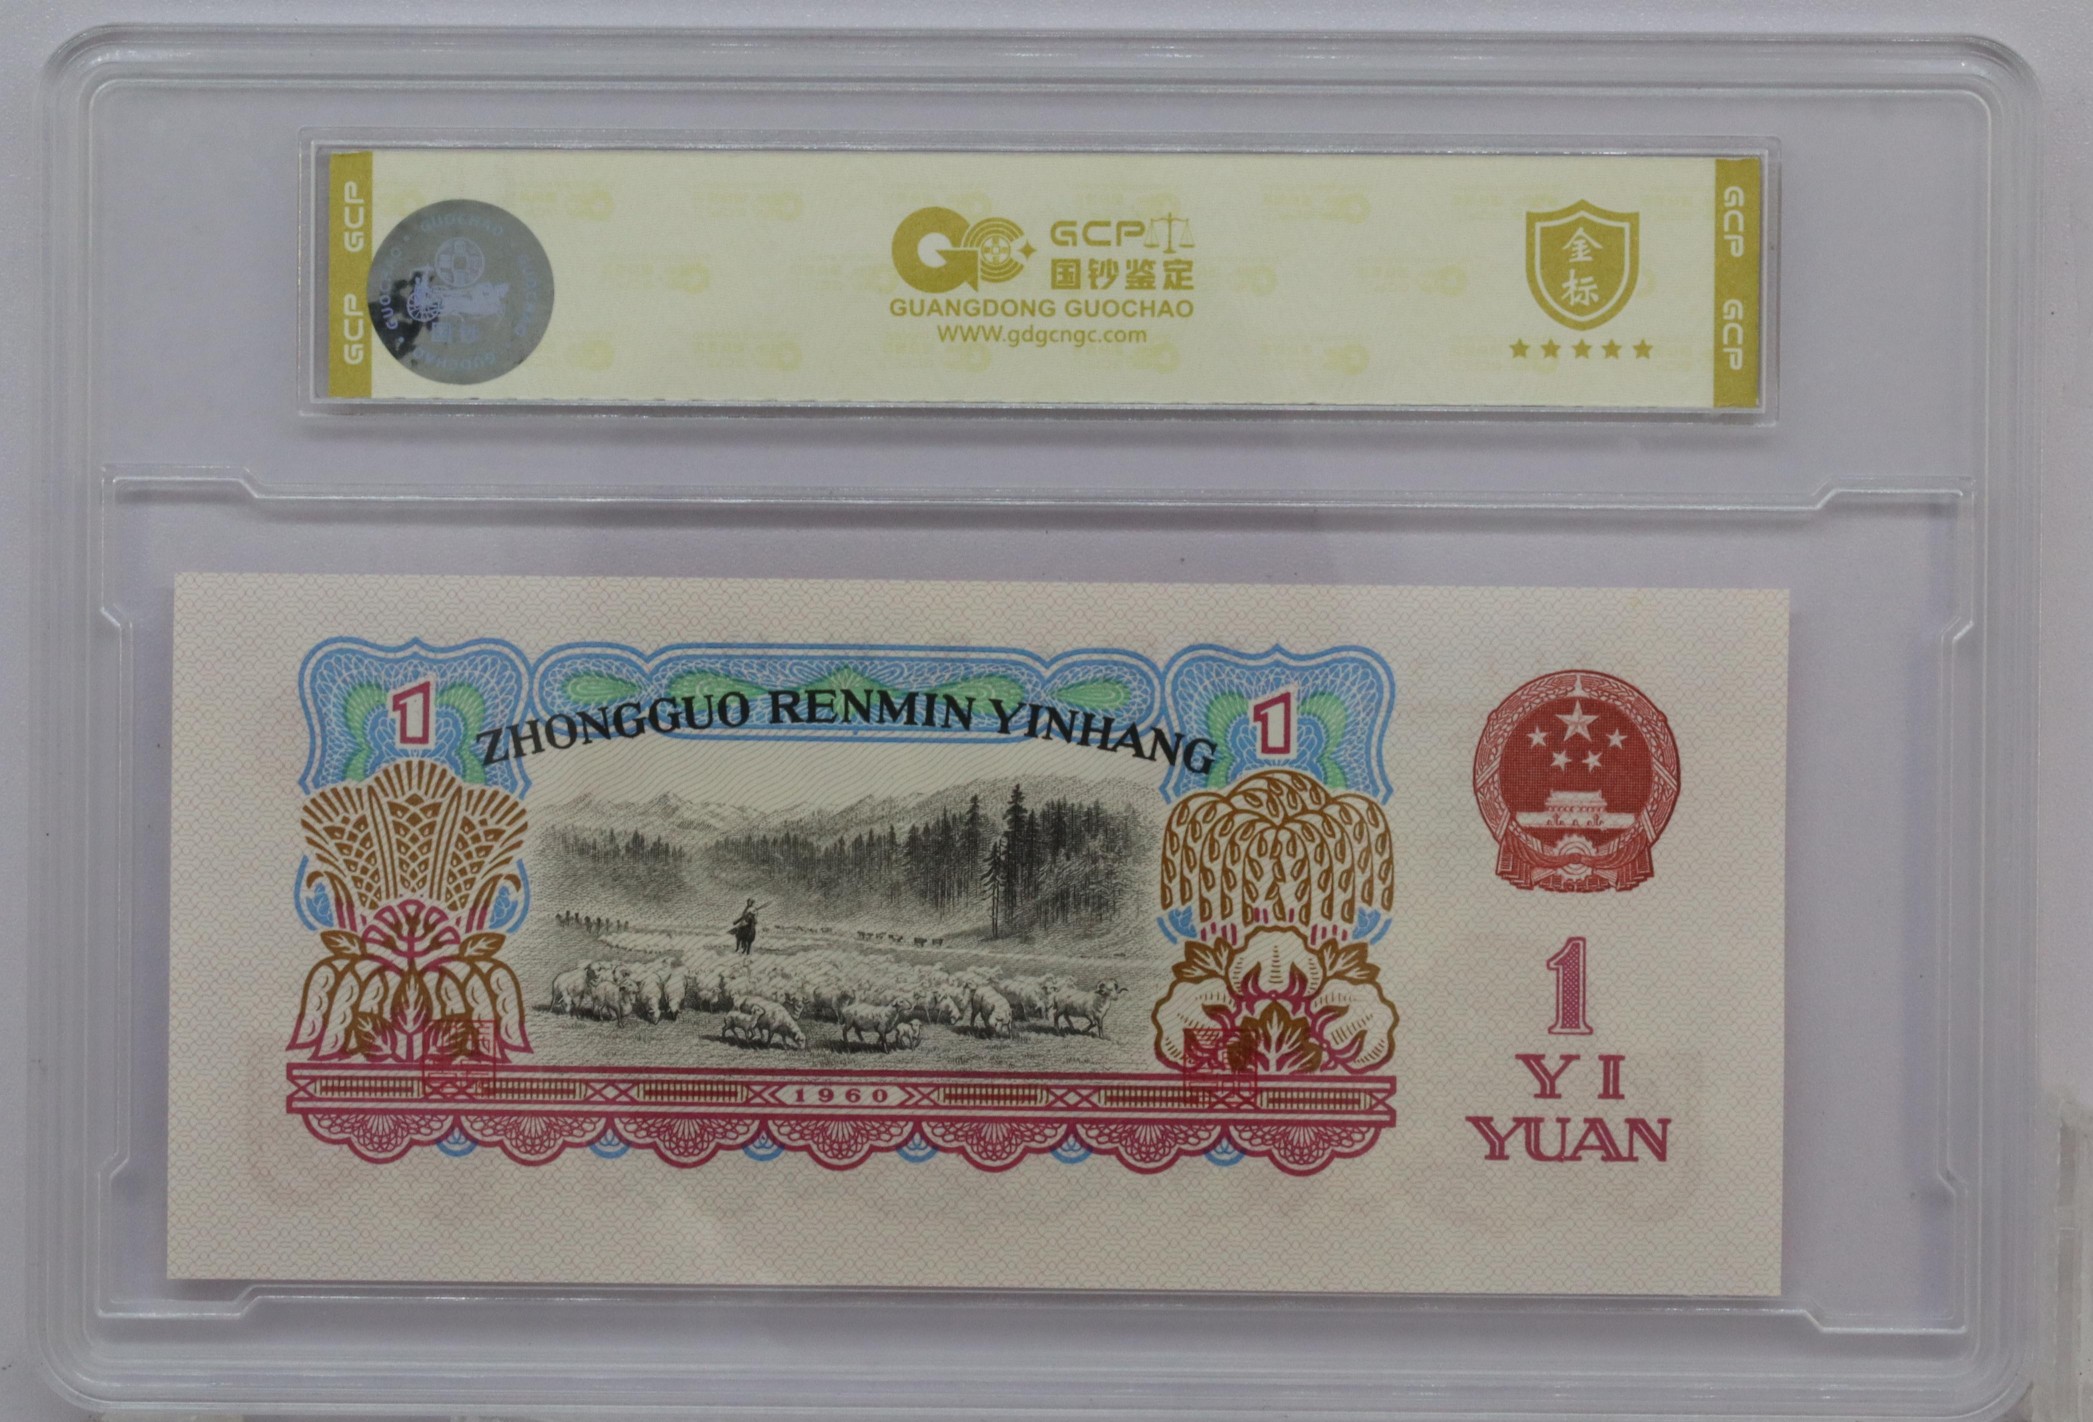 GCP GCP
GUOCHAO
GCP
国钞鉴定
GUANGDONG GUOCHAO
WWW.gdgcngc.com
金
标
GCP GCP
1
ZHONGGUO RENMIN YINHANG
1
1960
1
YI
YUAN